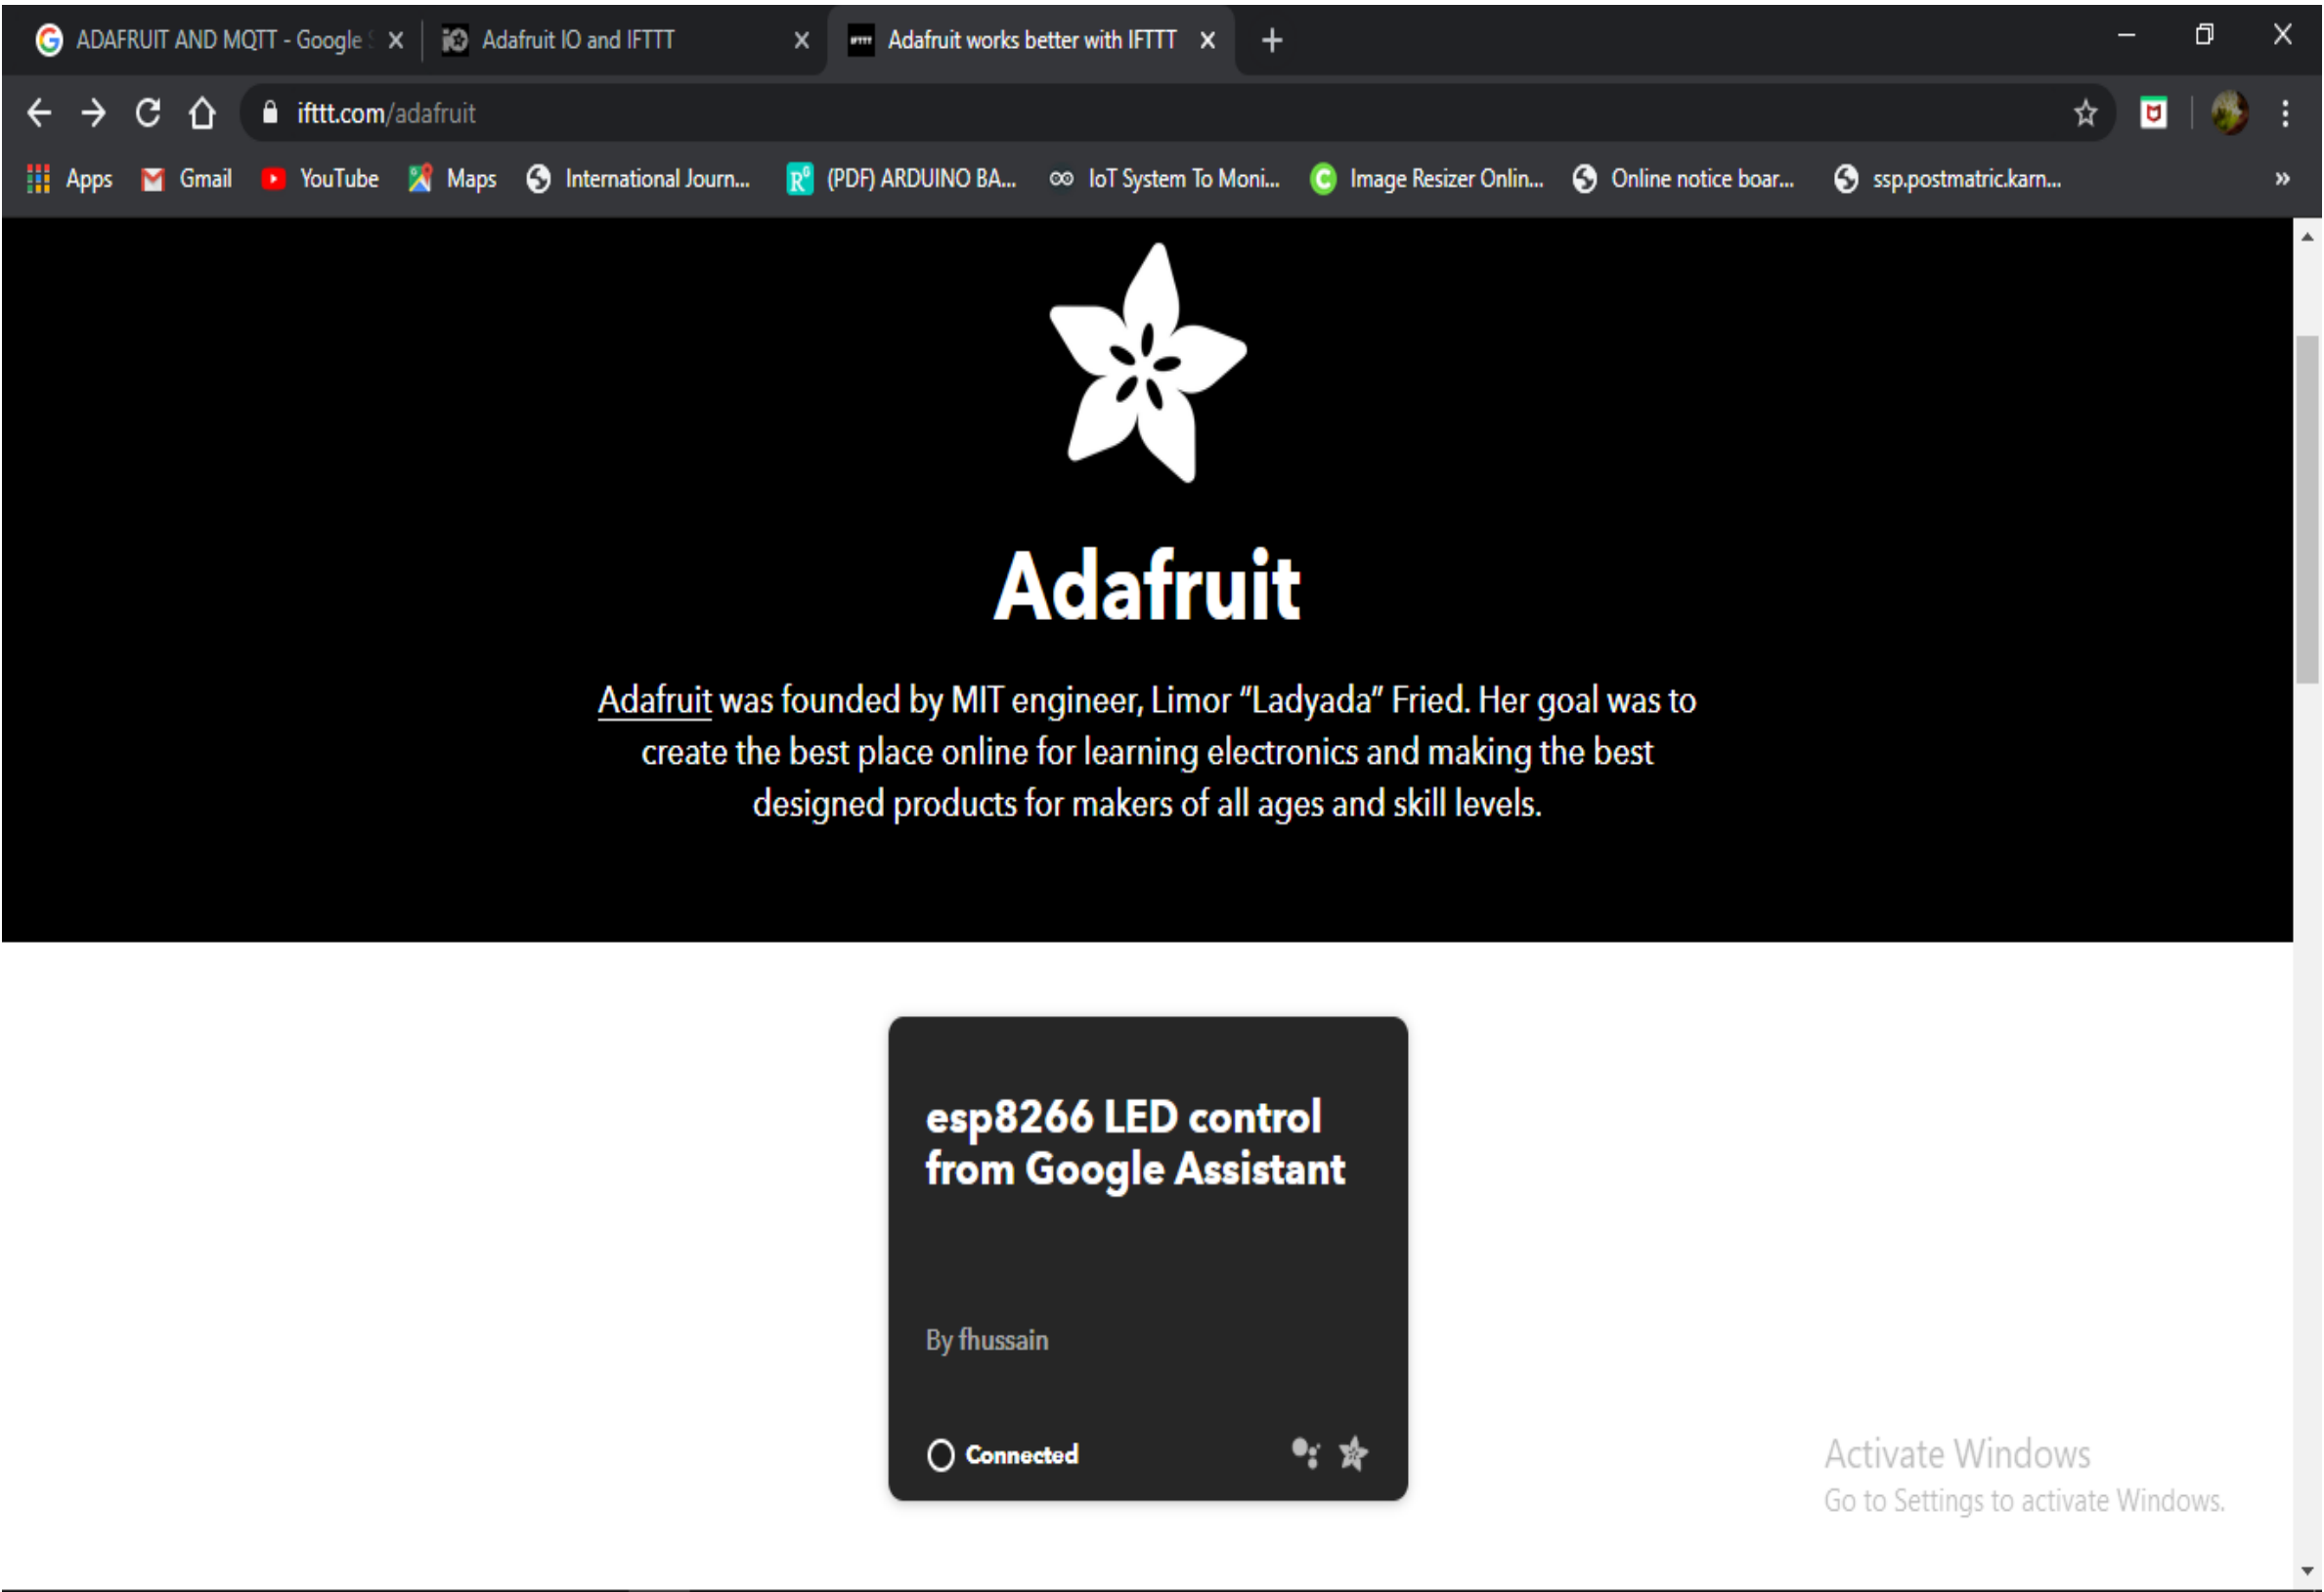 ADAFRUIT AND MQTT - Google S
Adafruit IO and IFTTT
Adafruit works better with IFTTT
ifttt.com/adafruit
Apps
Gmail
YouTube
Maps
International Journ...
(PDF) ARDUINO BA...
IoT System To Moni...
Image Resizer Onlin...
Online notice boar...
ssp.postmatric.karn...
Adafruit
Adafruit was founded by MIT engineer, Limor “Ladyada” Fried. Her goal was to
create the best place online for learning electronics and making the best
designed products for makers of all ages and skill levels.
esp8266 LED control
from Google Assistant
By fhussain
Connected
Activate Windows
Go to Settings to activate Windows.